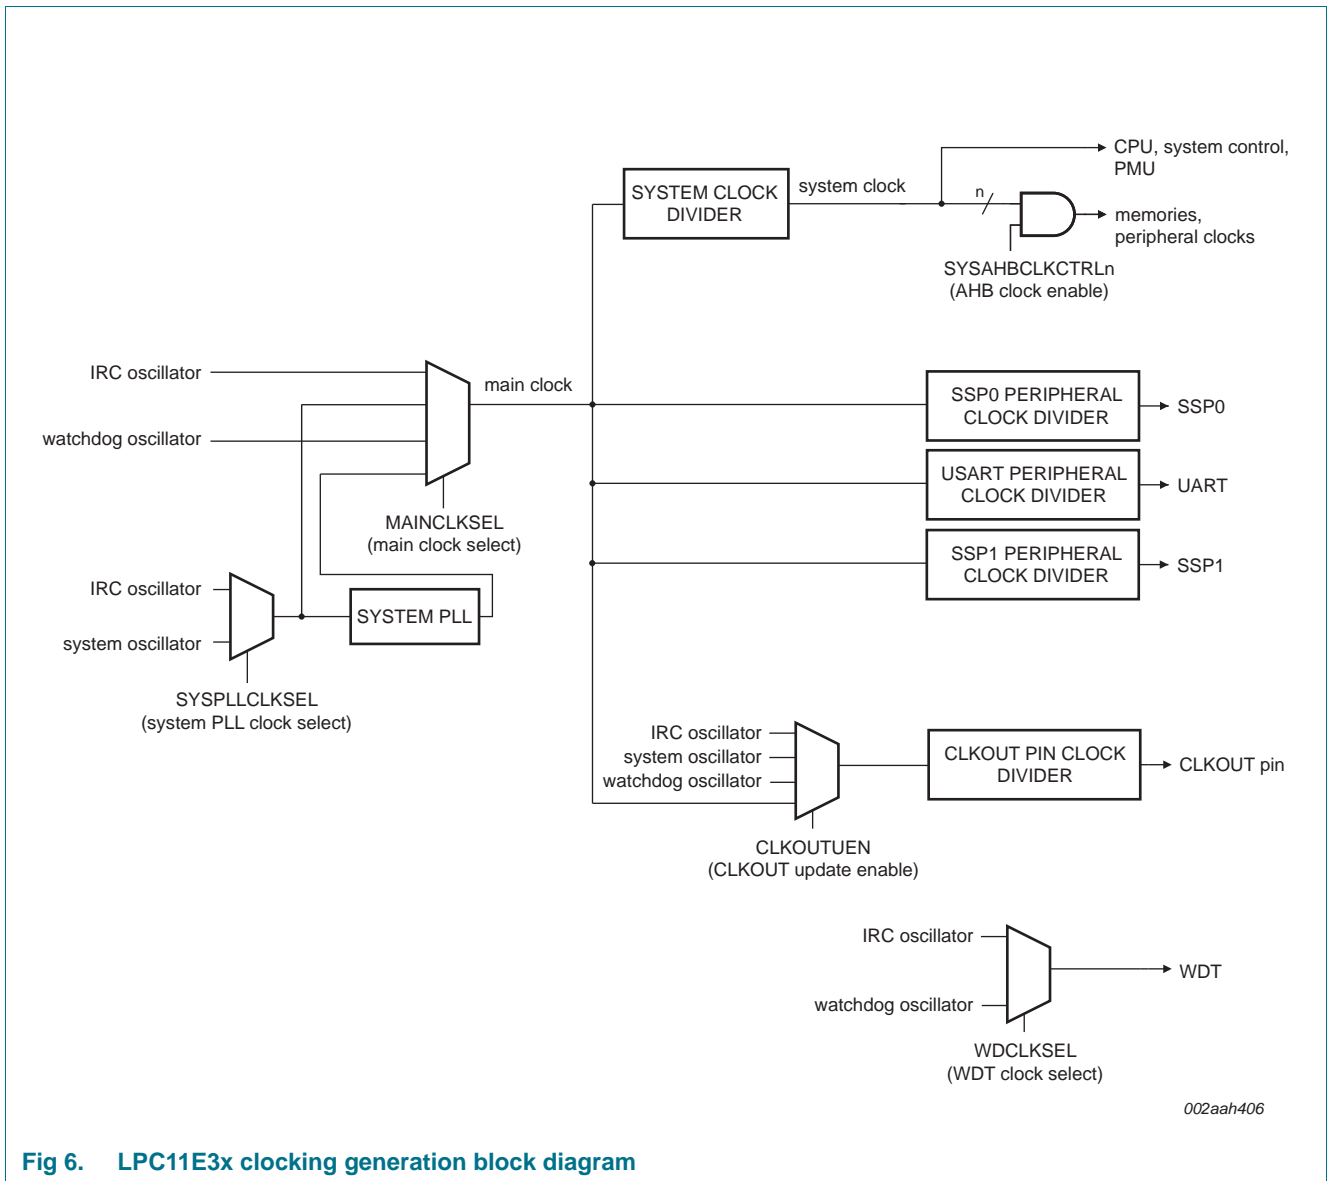 CPU, system control,
PMU
SYSTEM CLOCK
DIVIDER
system clock
n
memories,
peripheral clocks
SYSAHBCLKCTRLn
(AHB clock enable)
IRC oscillator
main clock
watchdog oscillator
MAINCLKSEL
(main clock select)
SSP0 PERIPHERAL
CLOCK DIVIDER
SSP0
USART PERIPHERAL
CLOCK DIVIDER
UART
SSP1 PERIPHERAL
CLOCK DIVIDER
SSP1
IRC oscillator
system oscillator
SYSTEM PLL
SYSPLLCLKSEL
(system PLL clock select)
IRC oscillator
system oscillator
watchdog oscillator
CLKOUT PIN CLOCK
DIVIDER
CLKOUT pin
CLKOUTUEN
(CLKOUT update enable)
IRC oscillator
watchdog oscillator
WDT
WDCLKSEL
(WDT clock select)
002aah406
Fig 6. LPC11E3x clocking generation block diagram